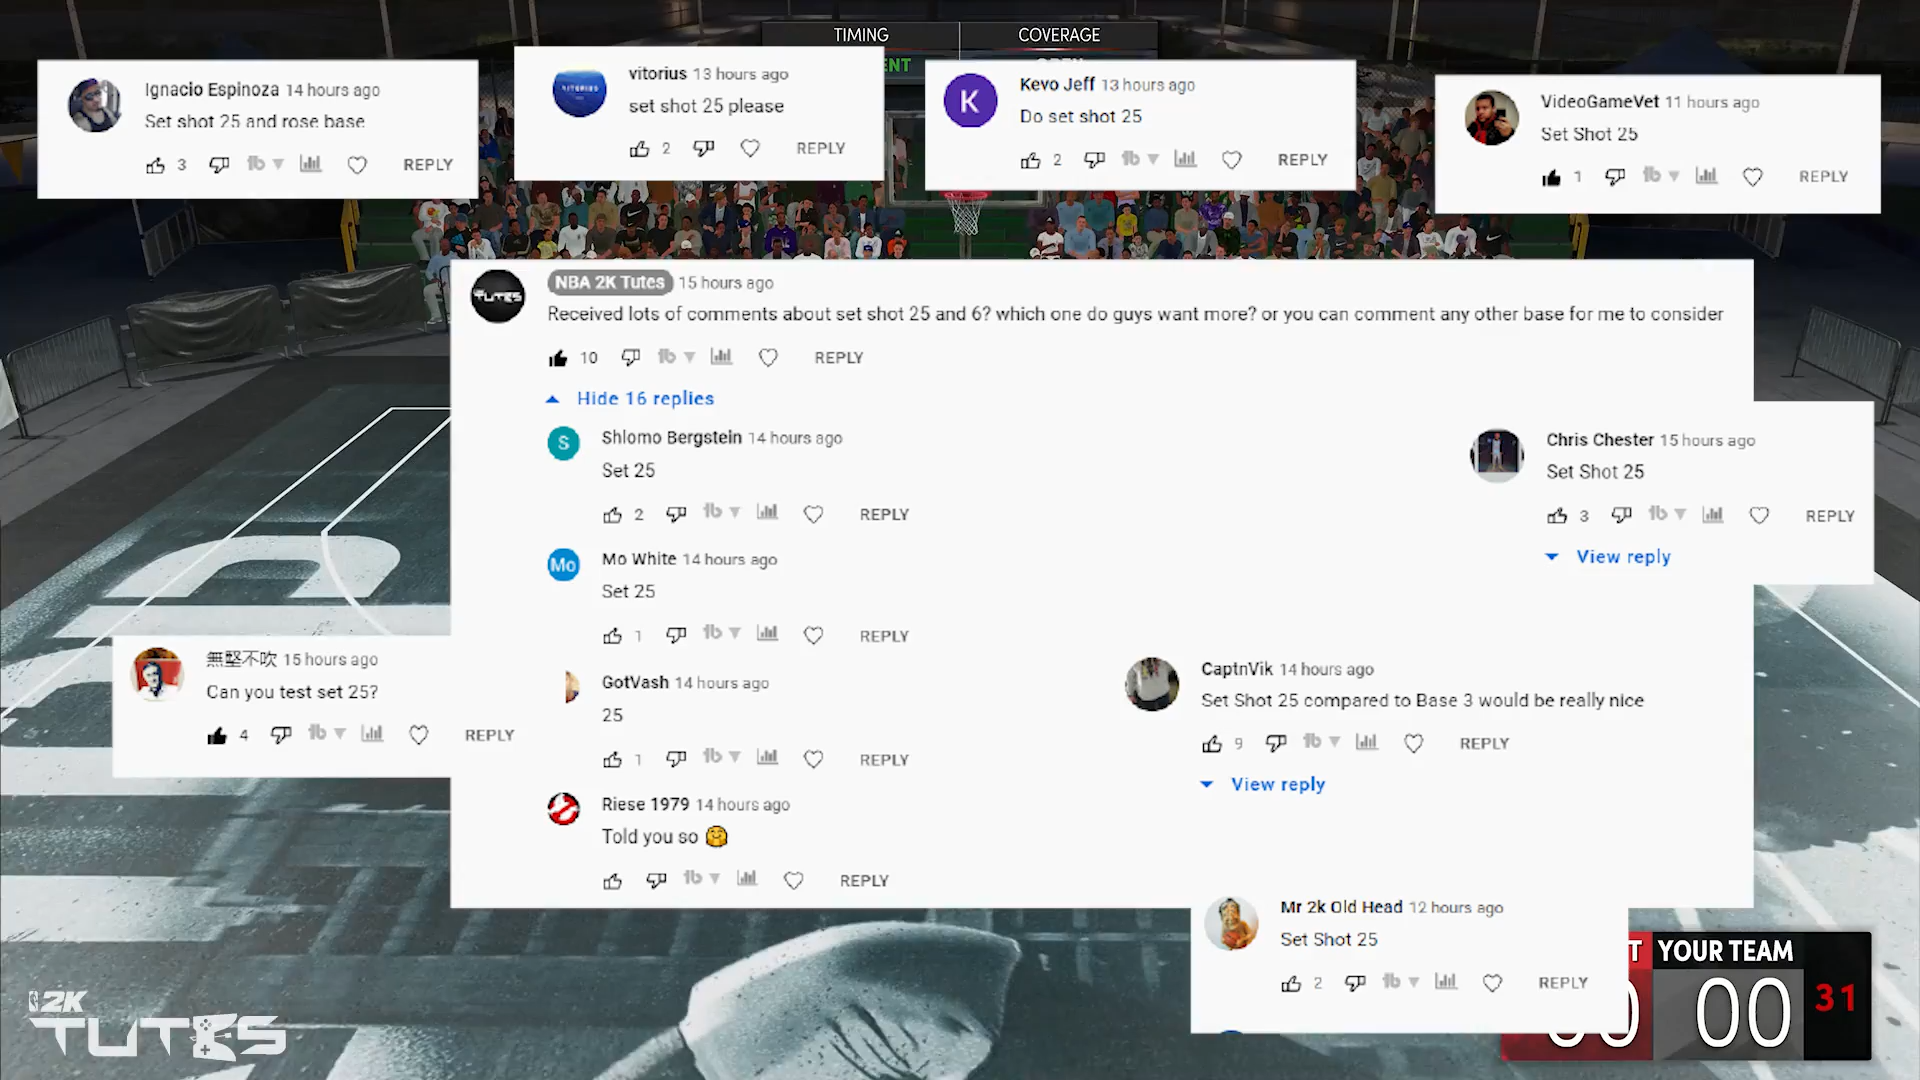 TIMING
COVERAGE
ENT
Ignacio Espinoza 14 hours ago
Set shot 25 and rose base
3
REPLY
vitorius 13 hours ago
set shot 25 please
2
REPLY
K
Kevo Jeff 13 hours ago
Do set shot 25
2
REPLY
VideoGameVet 11 hours ago
Set Shot 25
1
REPLY
TUTES
NBA 2K Tutes 15 hours ago
Received lots of comments about set shot 25 and 6? which one do guys want more? or you can comment any other base for me to consider
10
REPLY
Hide 16 replies
S
Shlomo Bergstein 14 hours ago
Set 25
2
REPLY
Chris Chester 15 hours ago
Set Shot 25
3
REPLY
View reply
Mo
Mo White 14 hours ago
Set 25
1
REPLY
無堅不吹 15 hours ago
Can you test set 25?
4
REPLY
GotVash 14 hours ago
25
1
REPLY
CaptnVik 14 hours ago
Set Shot 25 compared to Base 3 would be really nice
9
REPLY
View reply
Riese 1979 14 hours ago
Told you so 🤗
REPLY
Mr 2k Old Head 12 hours ago
Set Shot 25
2
REPLY
T YOUR TEAM
00 31
2K
TUTES